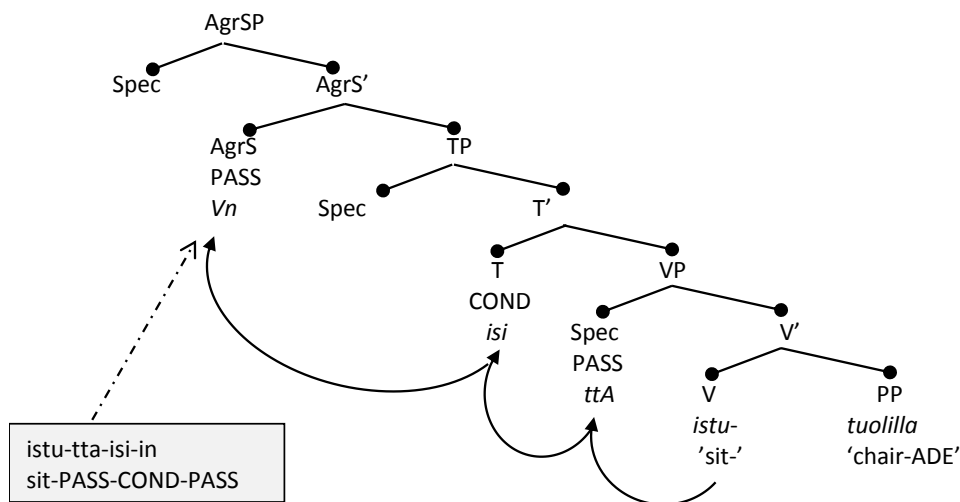 AgrSP
Spec
AgrS'
AgrS
TP
PASS
Vn
Spec
T'
T
VP
COND
isi
Spec
V'
PASS
ttA
V
PP
istu-
tuolilla
’sit-’
‘chair-ADE’
istu-tta-isi-in
sit-PASS-COND-PASS